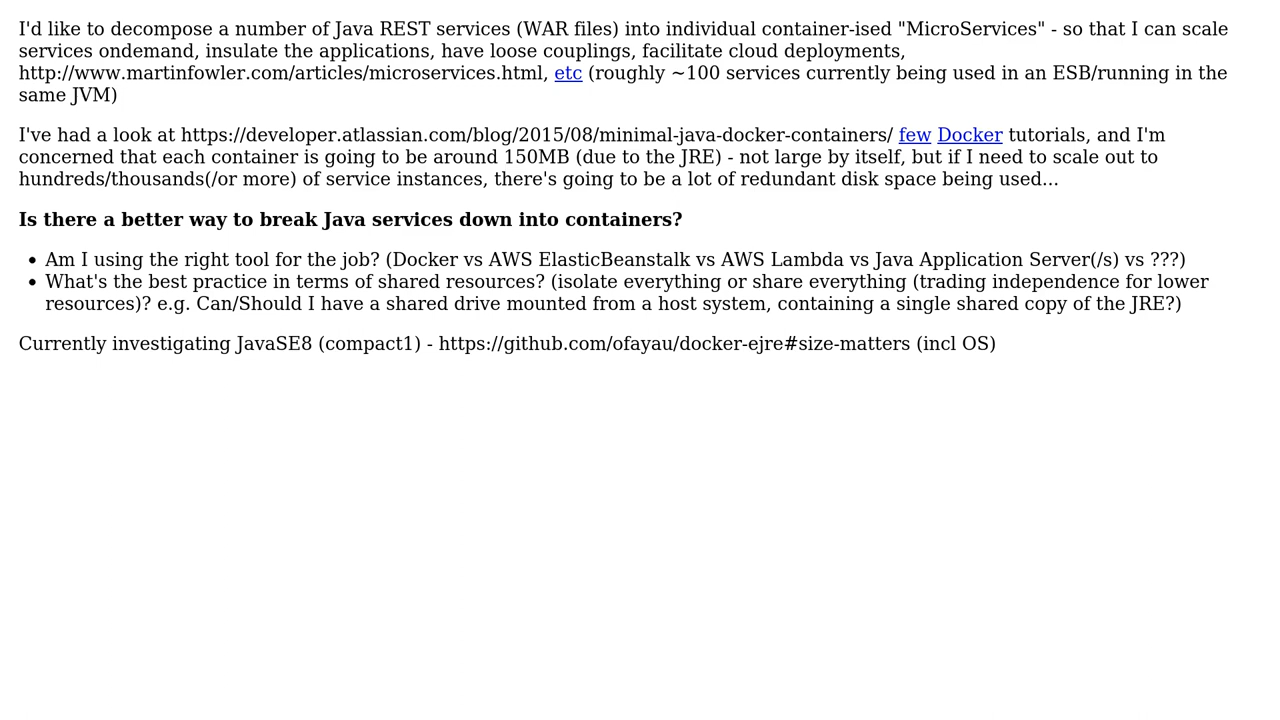 I'd like to decompose a number of Java REST services (WAR files) into individual container-ised "MicroServices" - so that I can scale
services ondemand, insulate the applications, have loose couplings, facilitate cloud deployments,
http://www.martinfowler.com/articles/microservices.html, etc (roughly ~100 services currently being used in an ESB/running in the
same JVM)
I've had a look at https://developer.atlassian.com/blog/2015/08/minimal-java-docker-containers/ few Docker tutorials, and I'm
concerned that each container is going to be around 150MB (due to the JRE) - not large by itself, but if I need to scale out to
hundreds/thousands(/or more) of service instances, there's going to be a lot of redundant disk space being used...
Is there a better way to break Java services down into containers?
• Am I using the right tool for the job? (Docker vs AWS ElasticBeanstalk vs AWS Lambda vs Java Application Server(/s) vs ???)
• What's the best practice in terms of shared resources? (isolate everything or share everything (trading independence for lower
resources)? e.g. Can/Should I have a shared drive mounted from a host system, containing a single shared copy of the JRE?)
Currently investigating JavaSE8 (compact1) - https://github.com/ofayau/docker-ejre#size-matters (incl OS)